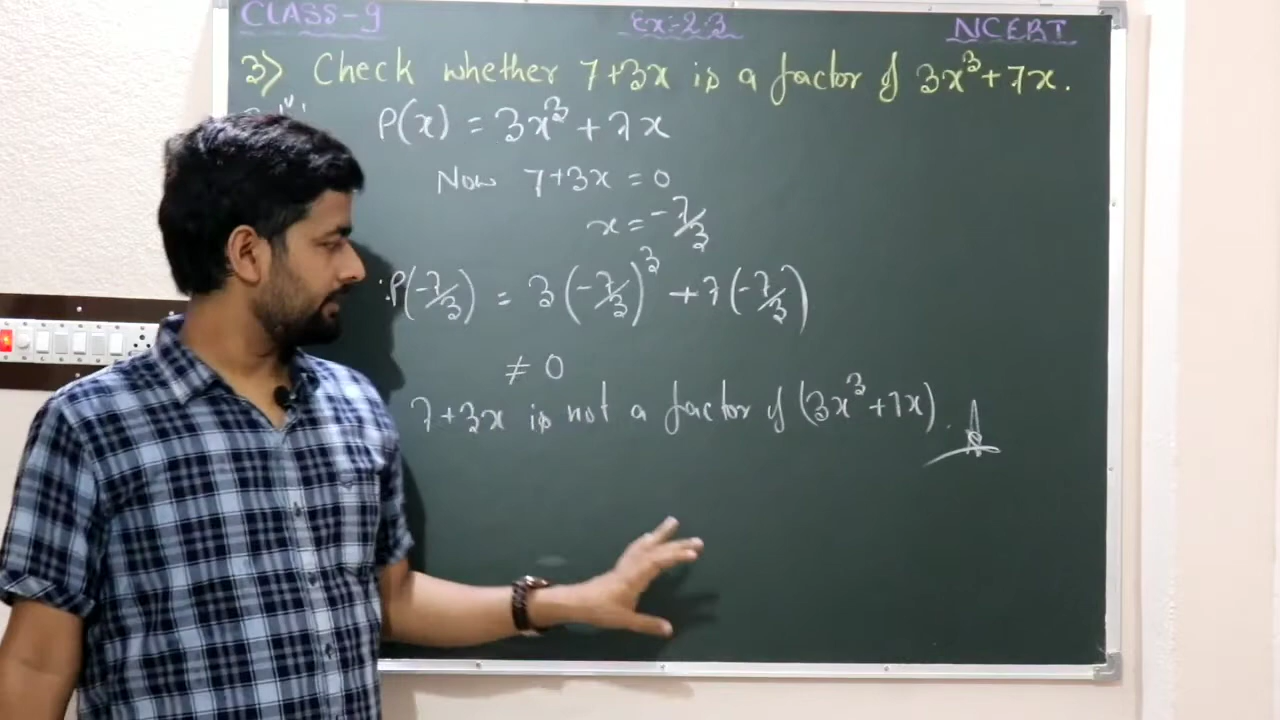 CLASS-9 Ex:-2.3 NCERT
3) Check whether 7+3x is a factor of 3x³+7x.
P(x) = 3x³ + 7x
Now 7+3x = 0
x = -7/3
∴P(-7/3) = 3(-7/3)³ + 7(-7/3)
≠ 0
7+3x is not a factor of (3x³+7x).